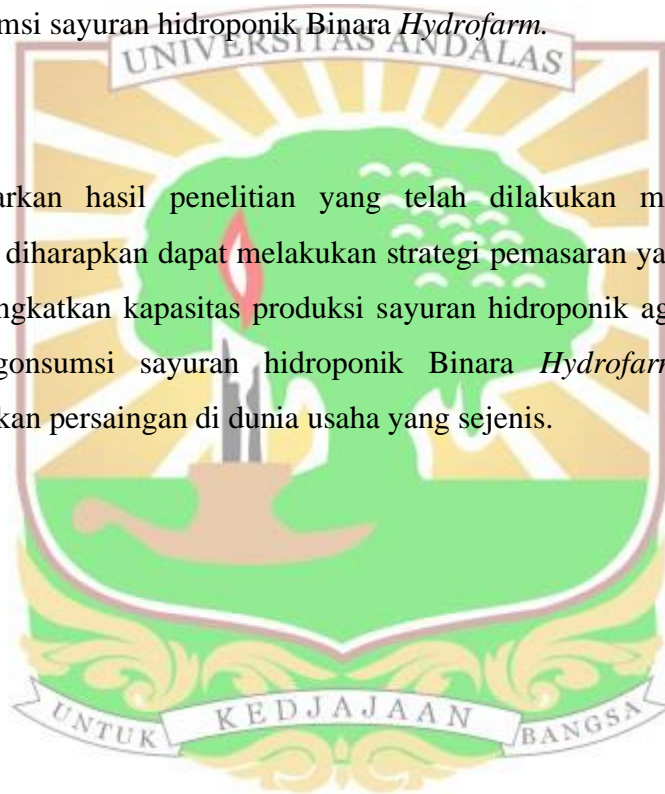 msi sayuran hidroponik Binara Hydrofarm.
UNIVERSITAS ANDALAS
arkan hasil penelitian yang telah dilakukan m
diharapkan dapat melakukan strategi pemasaran ya
ngkatkan kapasitas produksi sayuran hidroponik ag
gonsumsi sayuran hidroponik Binara Hydrofarm
kan persaingan di dunia usaha yang sejenis.
UNTUK KEDJAJAAN BANGSA